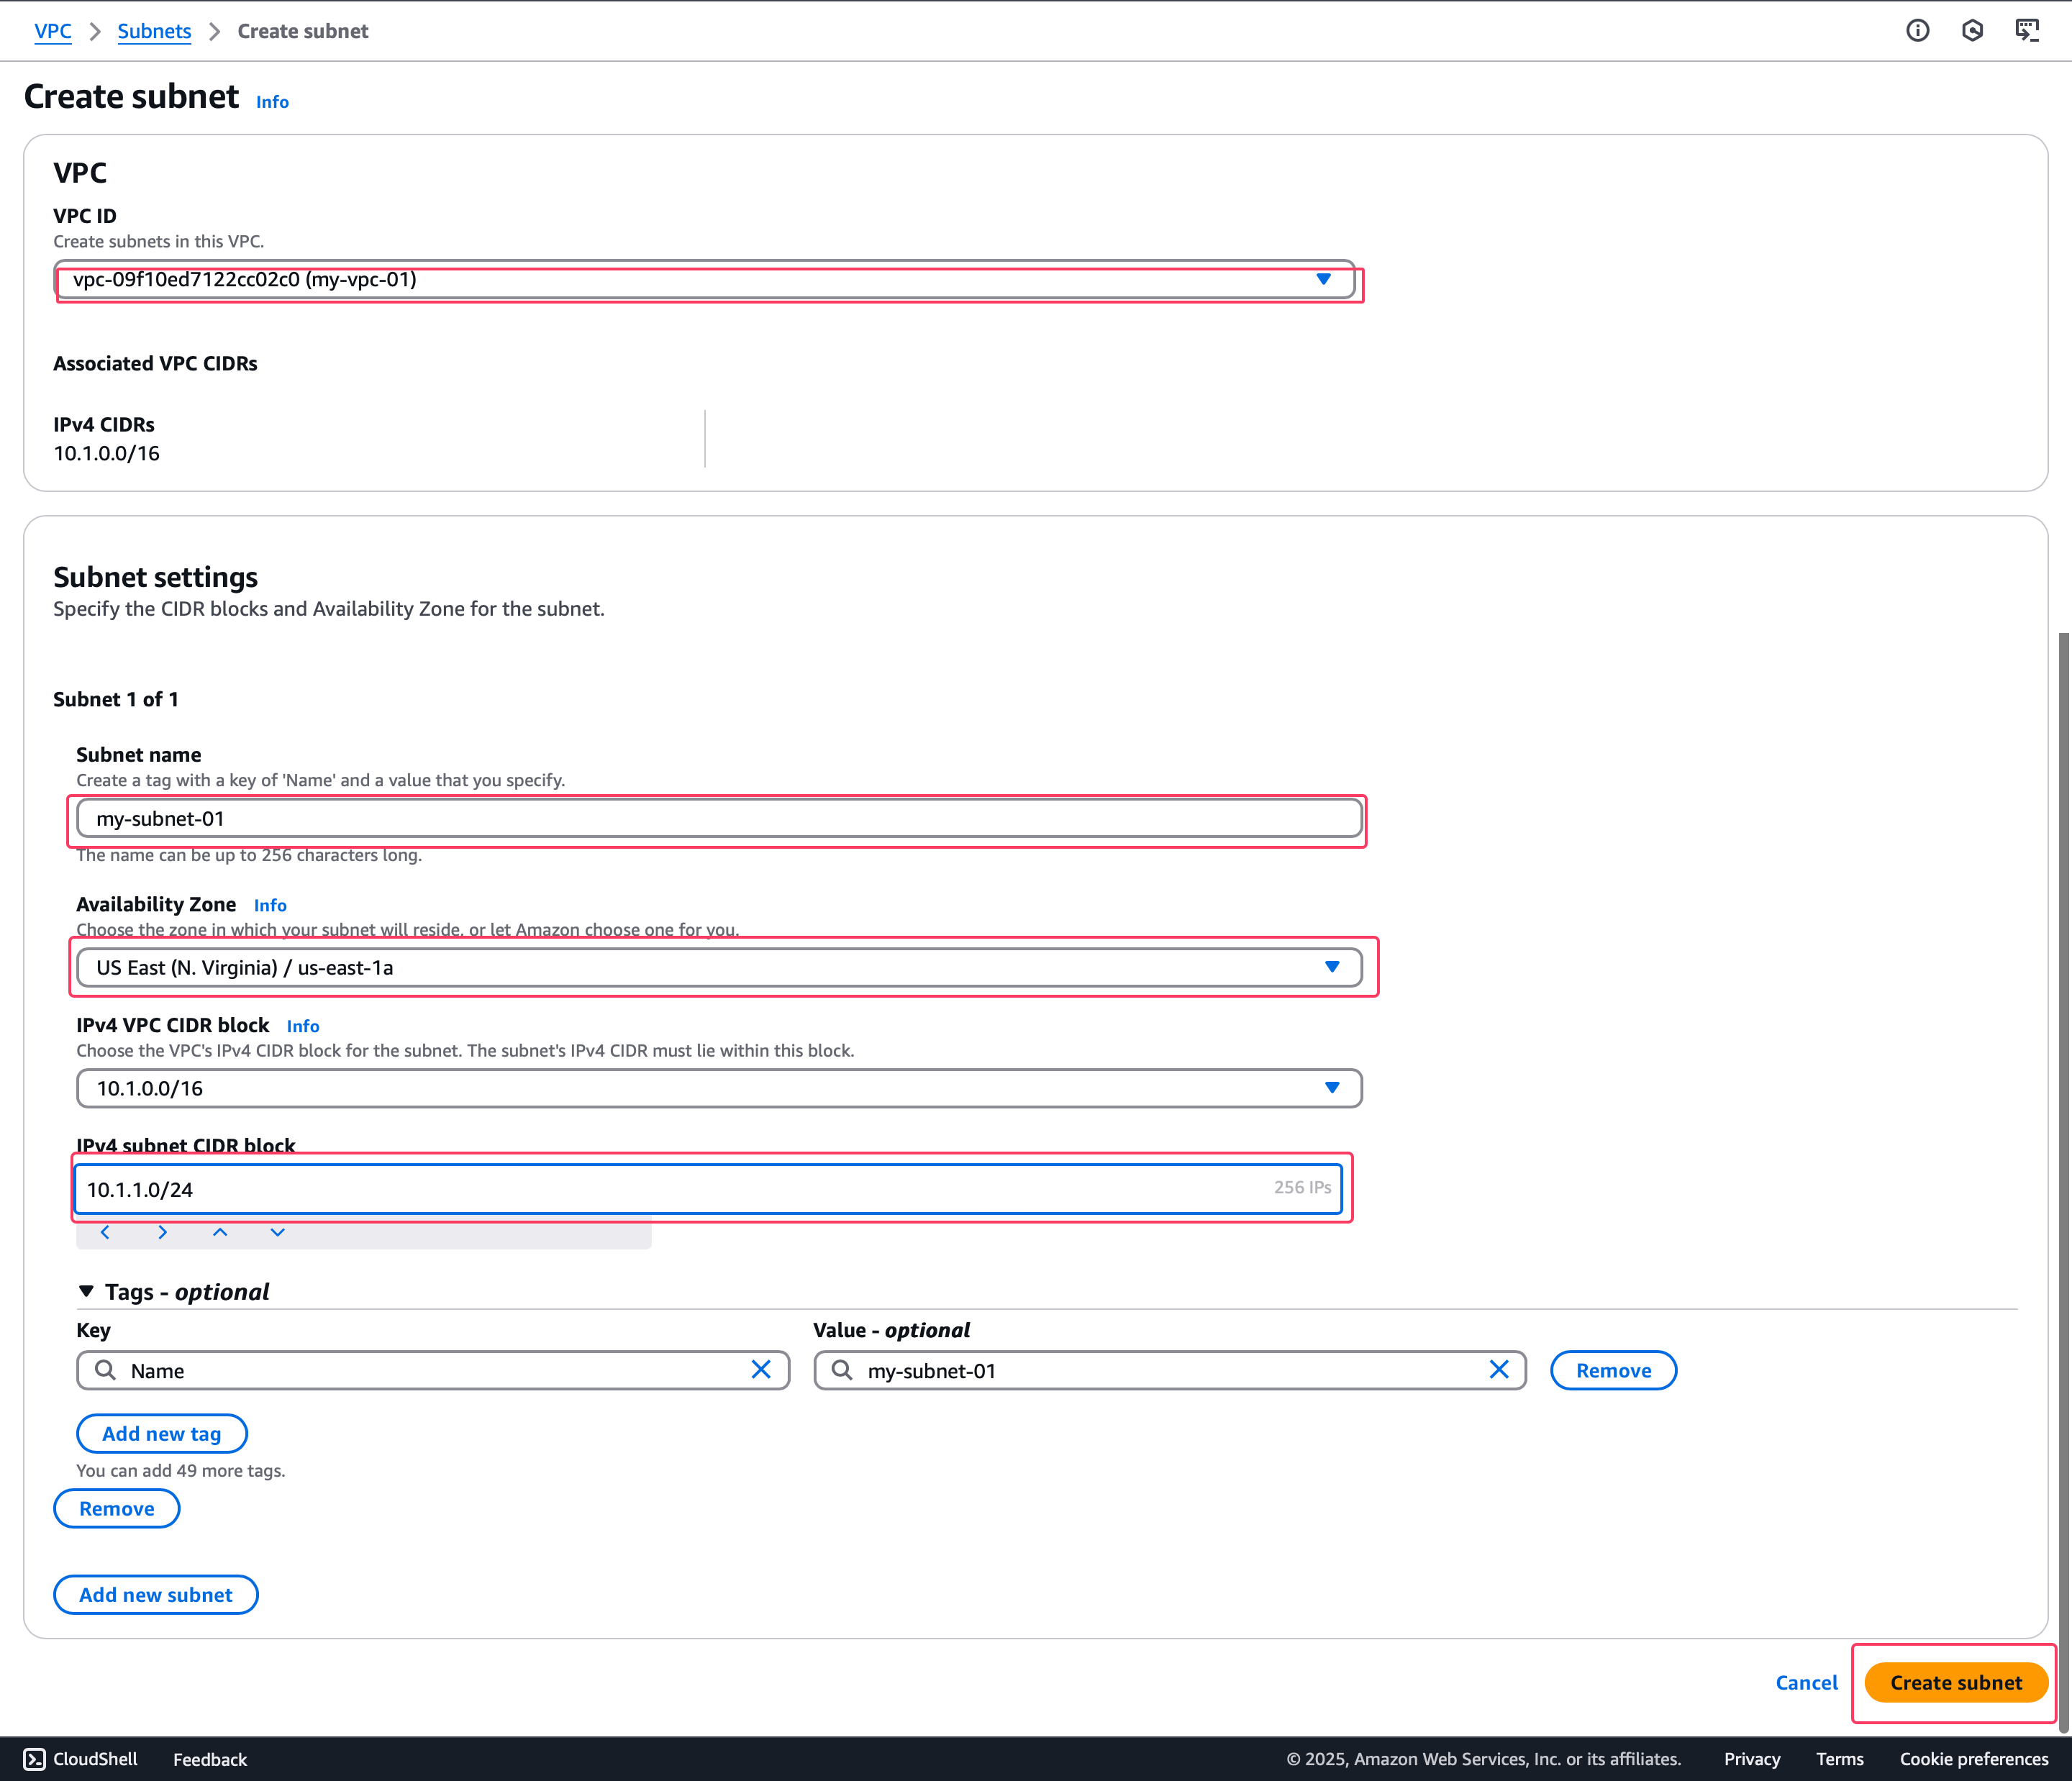 VPC > Subnets > Create subnet
Create subnet Info
VPC
VPC ID
Create subnets in this VPC.
vpc-09f10ed7122cc02c0 (my-vpc-01)
Associated VPC CIDRs
IPv4 CIDRs
10.1.0.0/16
Subnet settings
Specify the CIDR blocks and Availability Zone for the subnet.
Subnet 1 of 1
Subnet name
Create a tag with a key of 'Name' and a value that you specify.
my-subnet-01
The name can be up to 256 characters long.
Availability Zone Info
Choose the zone in which your subnet will reside, or let Amazon choose one for you.
US East (N. Virginia) / us-east-1a
IPv4 VPC CIDR block Info
Choose the VPC's IPv4 CIDR block for the subnet. The subnet's IPv4 CIDR must lie within this block.
10.1.0.0/16
IPv4 subnet CIDR block
10.1.1.0/24 256 IPs
Tags - optional
Key Value - optional
Name my-subnet-01 Remove
Add new tag
You can add 49 more tags.
Remove
Add new subnet
Cancel Create subnet
CloudShell Feedback © 2025, Amazon Web Services, Inc. or its affiliates. Privacy Terms Cookie preferences